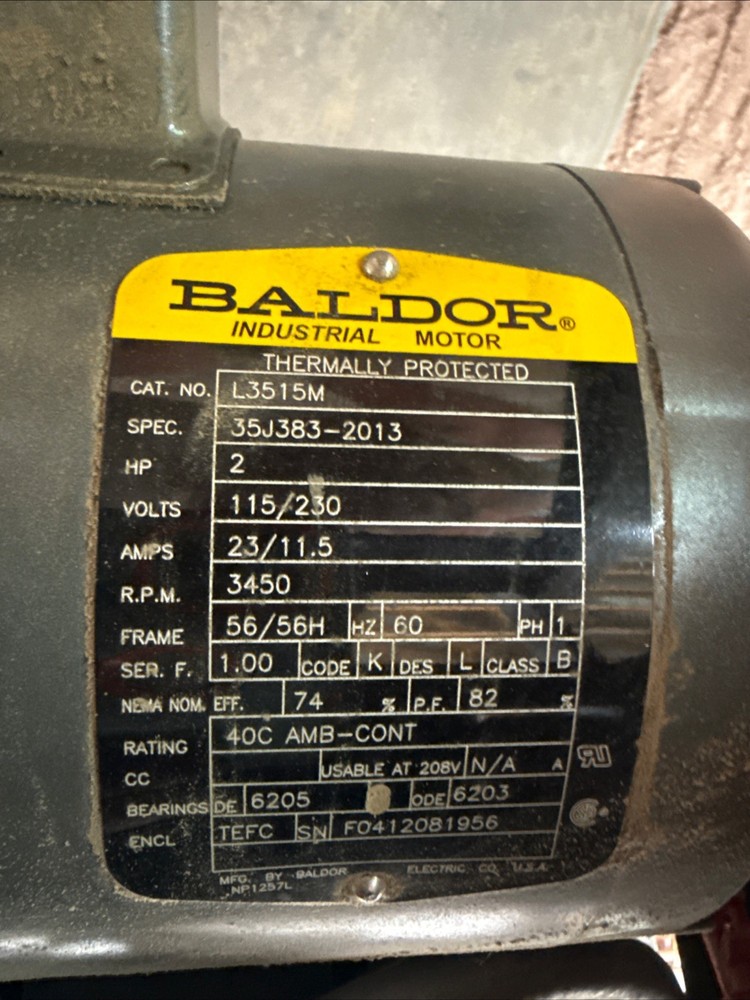 BALDOR®
INDUSTRIAL MOTOR
THERMALLY PROTECTED
CAT. NO. L3515M
SPEC. 35J383-2013
HP 2
VOLTS 115/230
AMPS 23/11.5
R.P.M. 3450
FRAME 56/56H HZ 60 PH 1
SER. F. 1.00 CODE K DES L CLASS B
NEMA NOM. EFF. 74 % P.F. 82 %
RATING 40C AMB-CONT
CC USABLE AT 208V N/A A
BEARINGS DE 6205 ODE 6203
ENCL TEFC SN F0412081956
MFG. BY BALDOR ELECTRIC CO. U.S.A.
NP1257L